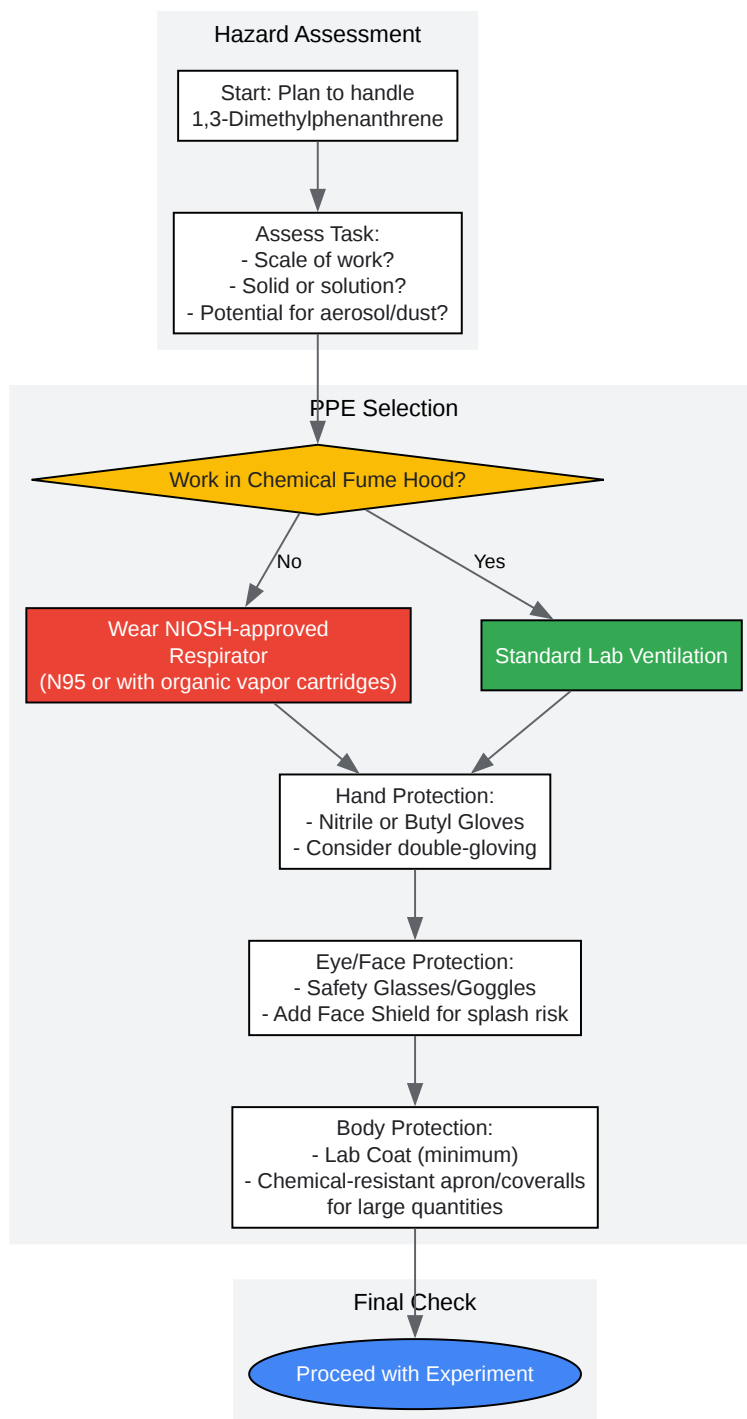 Hazard Assessment
Start: Plan to handle
1,3-Dimethylphenanthrene
Assess Task:
- Scale of work?
- Solid or solution?
- Potential for aerosol/dust?
PPE Selection
Work in Chemical Fume Hood?
No
Yes
Wear NIOSH-approved
Respirator
(N95 or with organic vapor cartridges)
Standard Lab Ventilation
Hand Protection:
- Nitrile or Butyl Gloves
- Consider double-gloving
Eye/Face Protection:
- Safety Glasses/Goggles
- Add Face Shield for splash risk
Body Protection:
- Lab Coat (minimum)
- Chemical-resistant apron/coveralls
for large quantities
Final Check
Proceed with Experiment